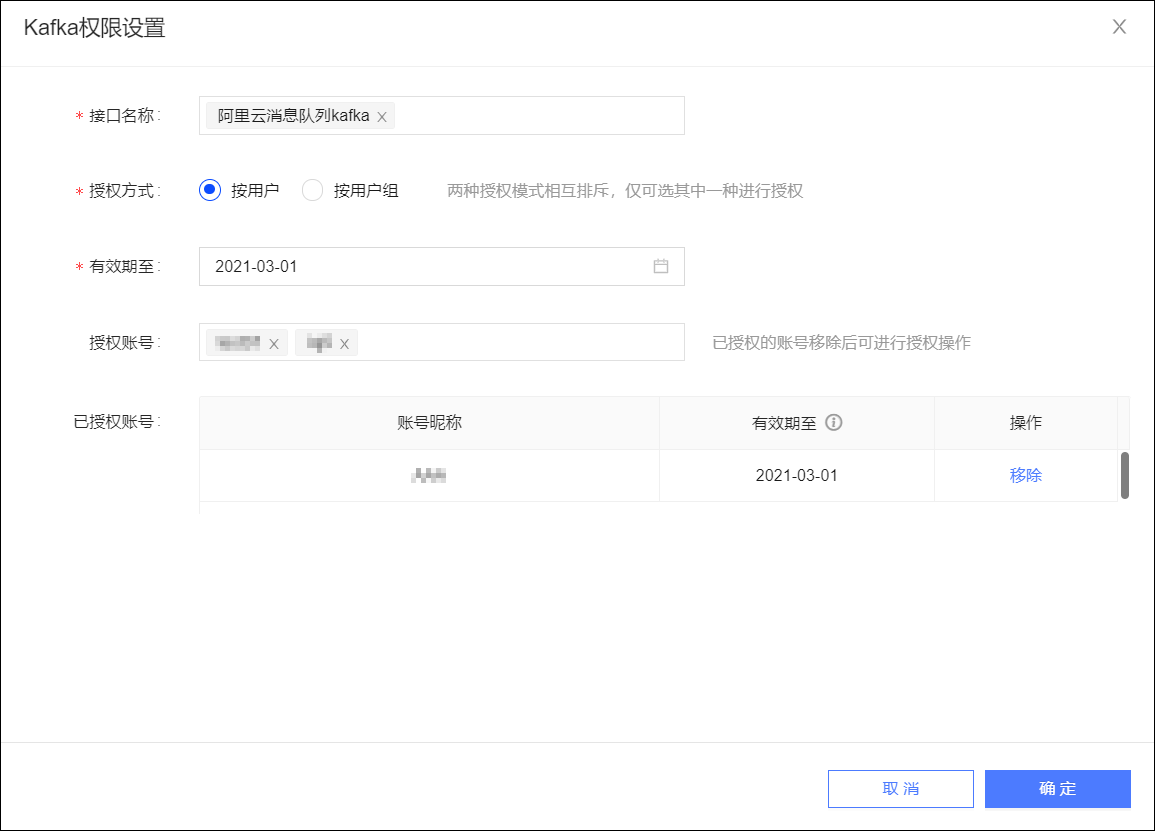 Kafka权限设置
* 接口名称: 阿里云消息队列kafka
* 授权方式: 按用户 按用户组 两种授权模式相互排斥，仅可选其中一种进行授权
* 有效期至: 2021-03-01
授权账号: 已授权的账号移除后可进行授权操作
已授权账号: 账号昵称 有效期至 操作
2021-03-01 移除
取 消 确 定